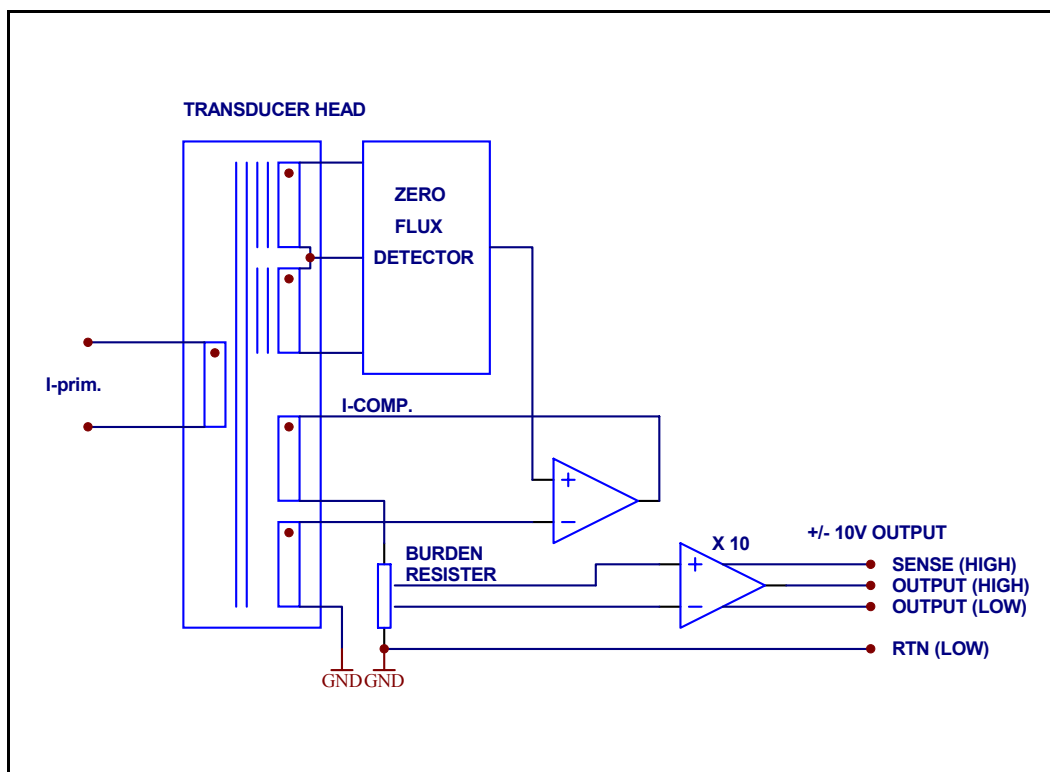 TRANSDUCER HEAD
ZERO
FLUX
DETECTOR
I-prim.
I-COMP.
+
−
BURDEN
RESISTER
X 10
+
−
+/- 10V OUTPUT
SENSE (HIGH)
OUTPUT (HIGH)
OUTPUT (LOW)
RTN (LOW)
GND GND